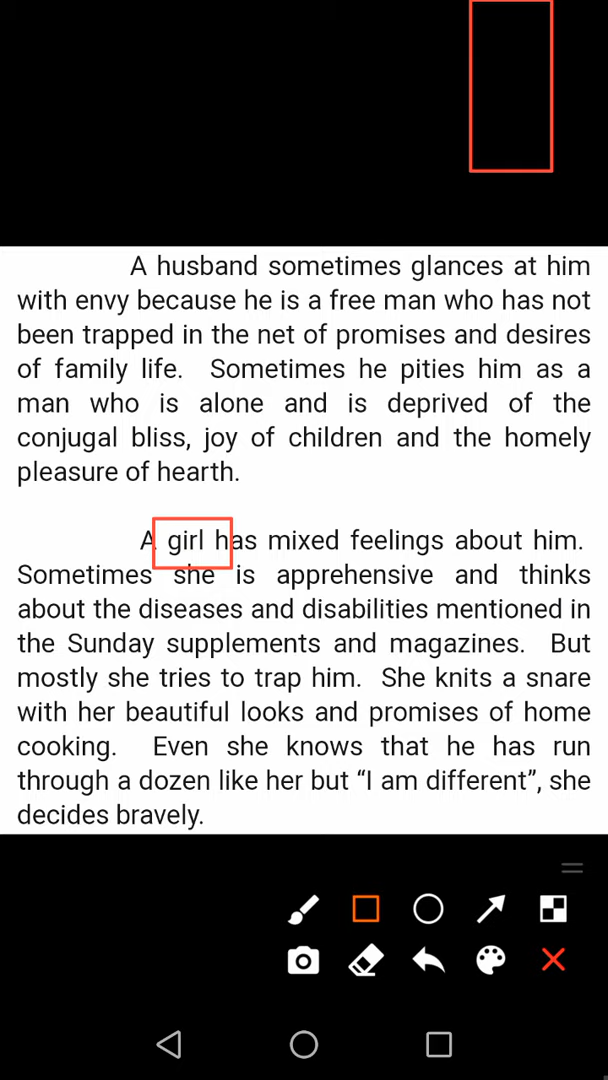 A husband sometimes glances at him
with envy because he is a free man who has not
been trapped in the net of promises and desires
of family life. Sometimes he pities him as a
man who is alone and is deprived of the
conjugal bliss, joy of children and the homely
pleasure of hearth.
A girl has mixed feelings about him.
Sometimes she is apprehensive and thinks
about the diseases and disabilities mentioned in
the Sunday supplements and magazines. But
mostly she tries to trap him. She knits a snare
with her beautiful looks and promises of home
cooking. Even she knows that he has run
through a dozen like her but “I am different”, she
decides bravely.